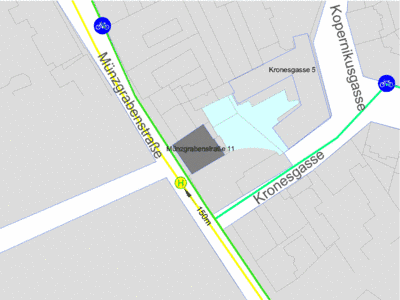 Münzgrabenstraße
Kronesgasse 5
Kopernikusgasse
Münzgrabenstraße 11
Kronesgasse
H
150m